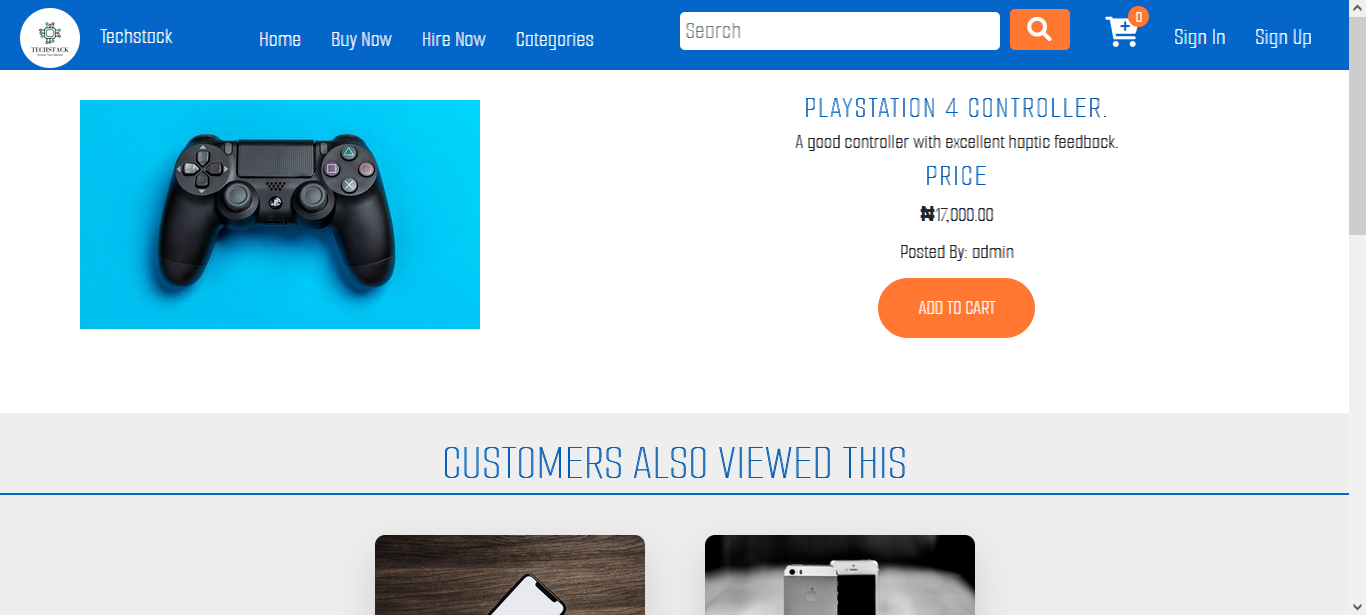 TECHSTACK
Techstack
Home
Buy Now
Hire Now
Categories
Search
0
Sign In
Sign Up
PLAYSTATION 4 CONTROLLER.
A good controller with excellent haptic feedback.
PRICE
₦17,000.00
Posted By: admin
ADD TO CART
CUSTOMERS ALSO VIEWED THIS